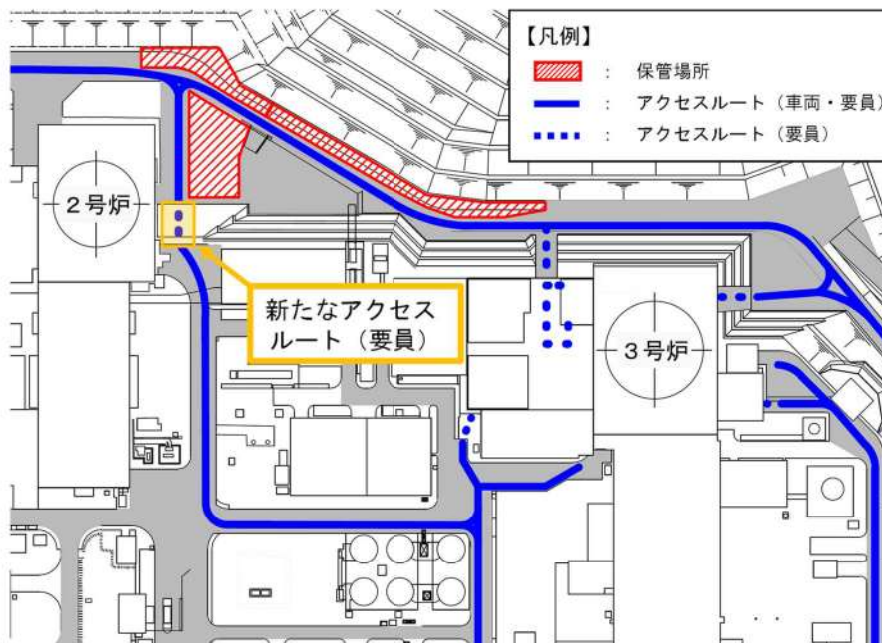 【凡例】
： 保管場所
： アクセスルート（車両・要員）
： アクセスルート（要員）
2号炉
新たなアクセス
ルート（要員）
3号炉